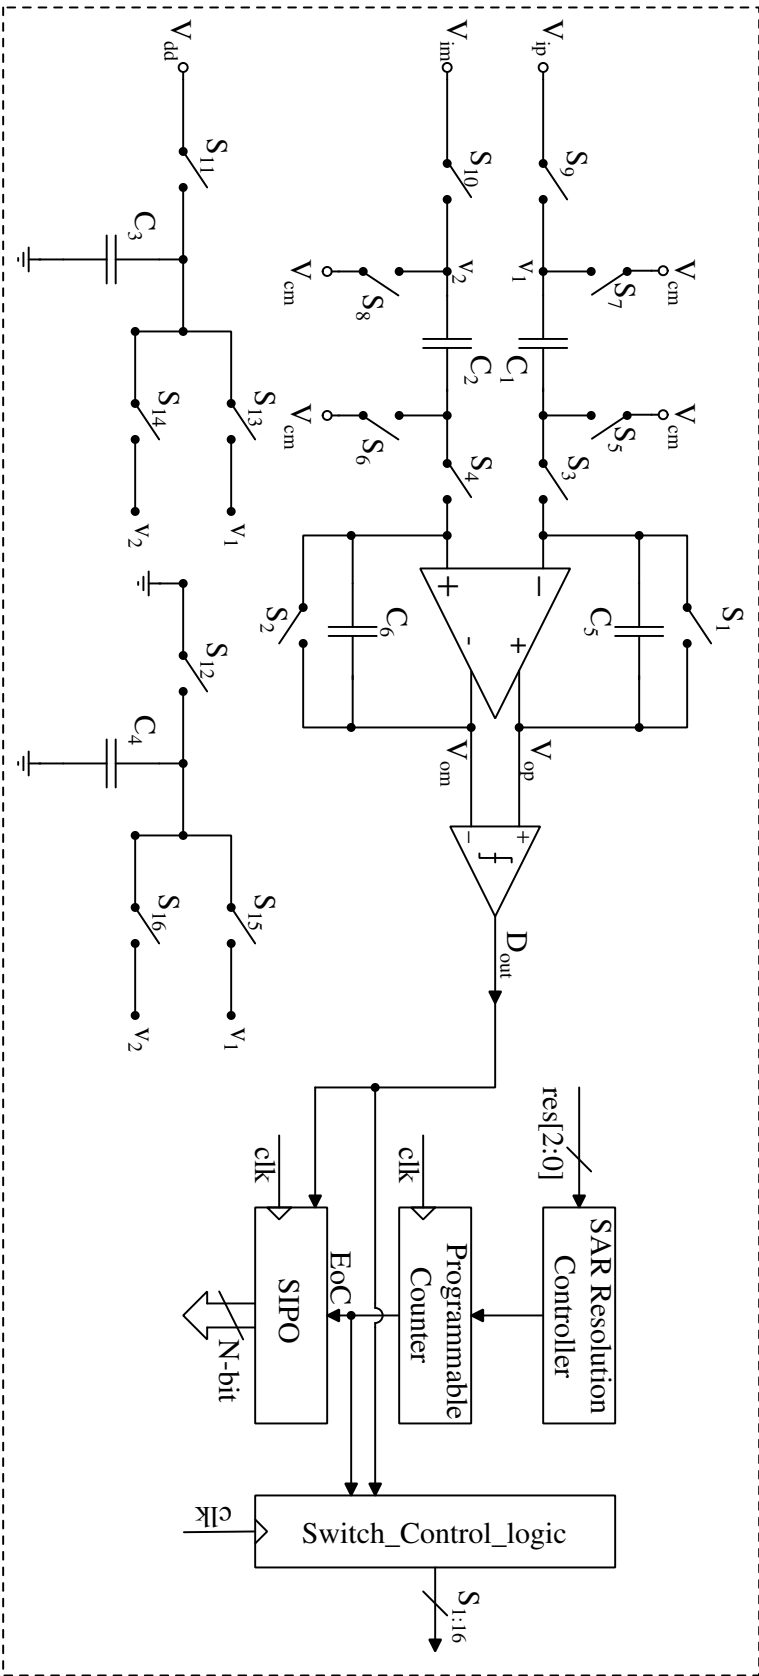 V_ip
S_9
v_1
S_7
V_cm
C_1
S_5
V_cm
S_3
S_1
C_5
− +
V_op
V_im
S_10
v_2
S_8
V_cm
C_2
S_6
V_cm
S_4
S_2
C_6
+ -
V_om
+
−
D_out
V_dd
S_11
C_3
S_13
v_1
S_14
v_2
S_12
C_4
S_15
v_1
S_16
v_2
res[2:0]
SAR Resolution
Controller
clk
Programmable
Counter
EoC
clk
SIPO
N-bit
Switch_Control_logic
clk
S_1:16